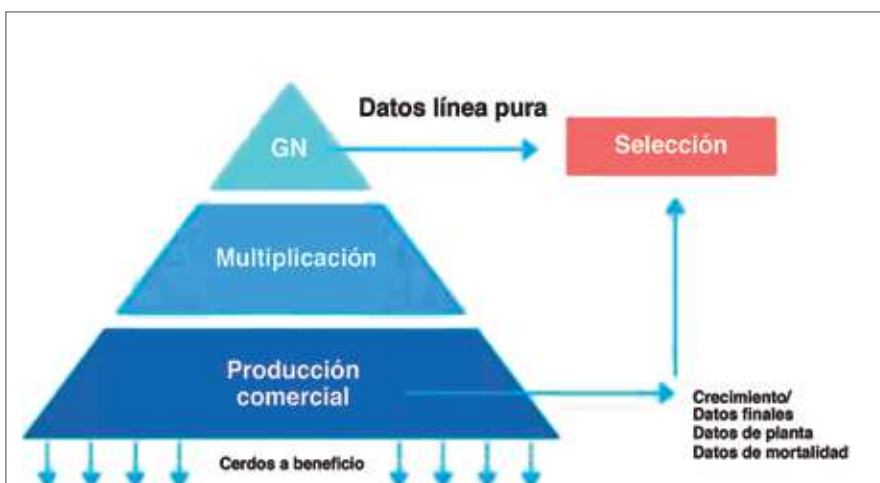 Datos línea pura
GN
Selección
Multiplicación
Producción
comercial
Crecimiento/
Datos finales
Datos de planta
Datos de mortalidad
Cerdos a beneficio